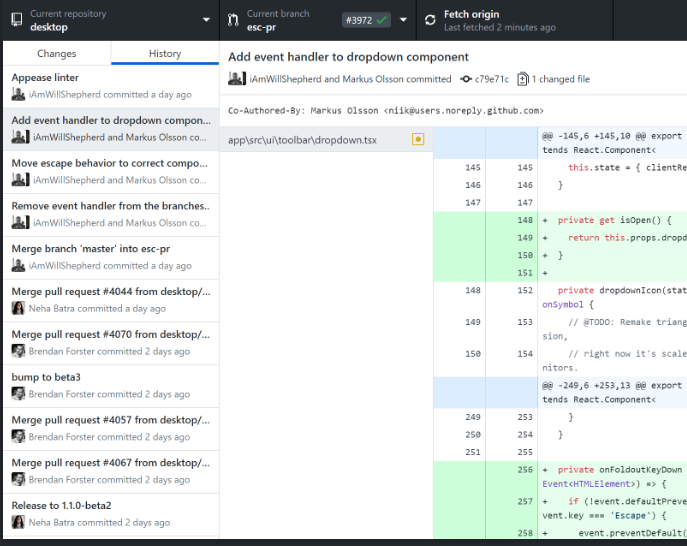 Current repository
desktop
Current branch
esc-pr
#3972
Fetch origin
Last fetched 2 minutes ago
Changes
History
Appease linter
iAmWillShepherd committed a day ago
Add event handler to dropdown compon...
iAmWillShepherd and Markus Olsson co...
Move escape behavior to correct compo...
iAmWillShepherd and Markus Olsson co...
Remove event handler from the branches..
iAmWillShepherd and Markus Olsson co...
Merge branch 'master' into esc-pr
iAmWillShepherd committed a day ago
Merge pull request #4044 from desktop/...
Neha Batra committed a day ago
Merge pull request #4070 from desktop/...
Brendan Forster committed 2 days ago
bump to beta3
Brendan Forster committed 2 days ago
Merge pull request #4057 from desktop/...
Brendan Forster committed 2 days ago
Merge pull request #4067 from desktop/...
Brendan Forster committed 2 days ago
Release to 1.1.0-beta2
Neha Batra committed 2 days ago
Add event handler to dropdown component
iAmWillShepherd and Markus Olsson committed c79e71c 1 changed file
Co-Authored-By: Markus Olsson <niik@users.noreply.github.com>
app\src\ui\toolbar\dropdown.tsx
@@ -145,6 +145,10 @@ export
tends React.Component<
145 145 this.state = { clientRe
146 146 }
147 147
148 + private get isOpen() {
149 + return this.props.dropd
150 + }
151 +
148 152 private dropdownIcon(stat
onSymbol {
149 153 // @TODO: Remake triang
sion,
150 154 // right now it's scale
nitors.
@@ -249,6 +253,13 @@ export
tends React.Component<
249 253 }
250 254 }
251 255
256 + private onFoldoutKeyDown
Event<HTMLElement>) => {
257 + if (!event.defaultPreve
vent.key === 'Escape') {
258 + event.preventDefault(